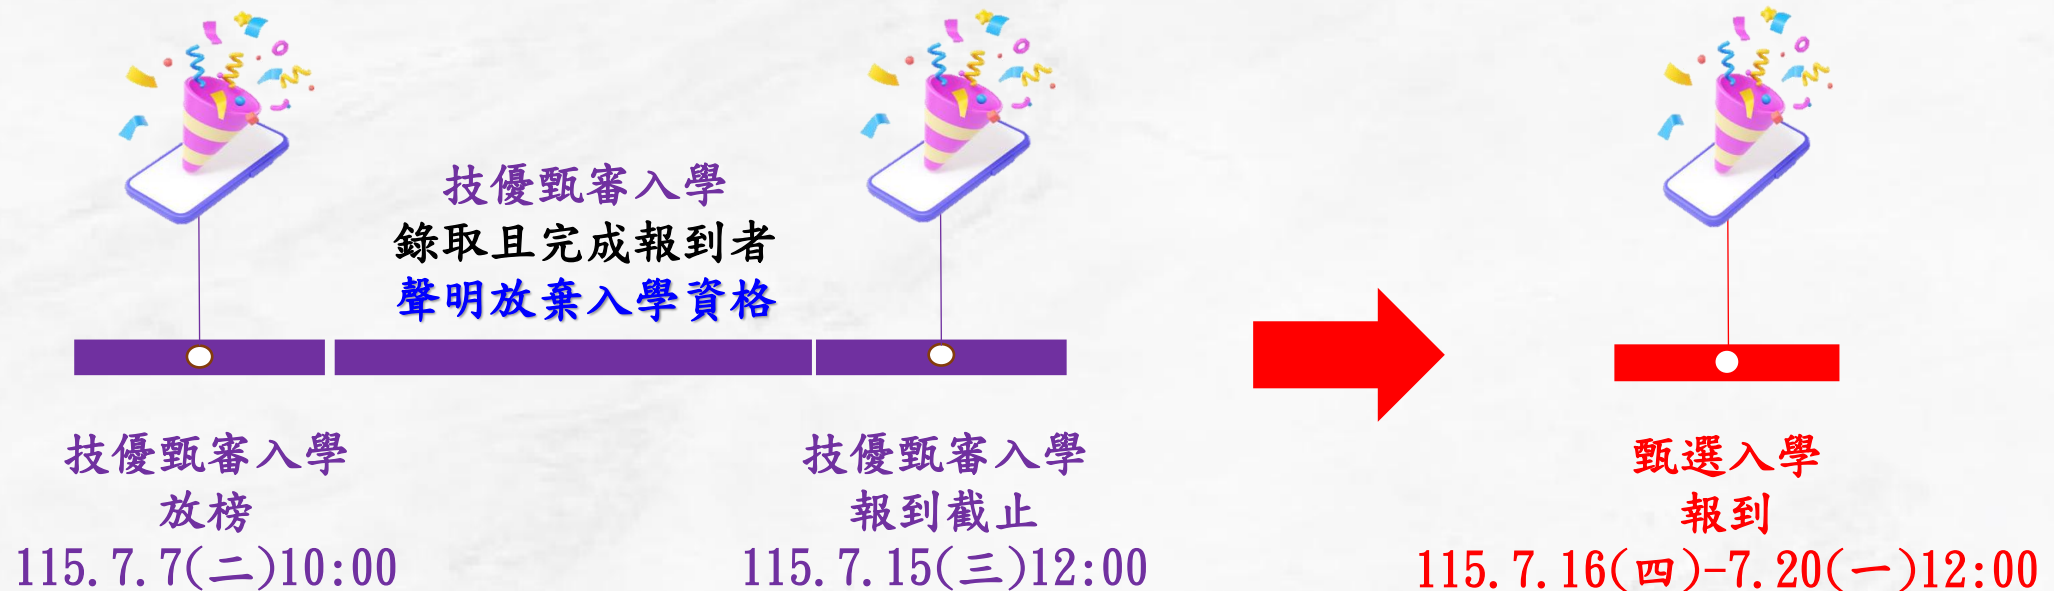 技優甄審入學
錄取且完成報到者
聲明放棄入學資格
技優甄審入學
放榜
115.7.7(二)10:00
技優甄審入學
報到截止
115.7.15(三)12:00
甄選入學
報到
115.7.16(四)-7.20(一)12:00